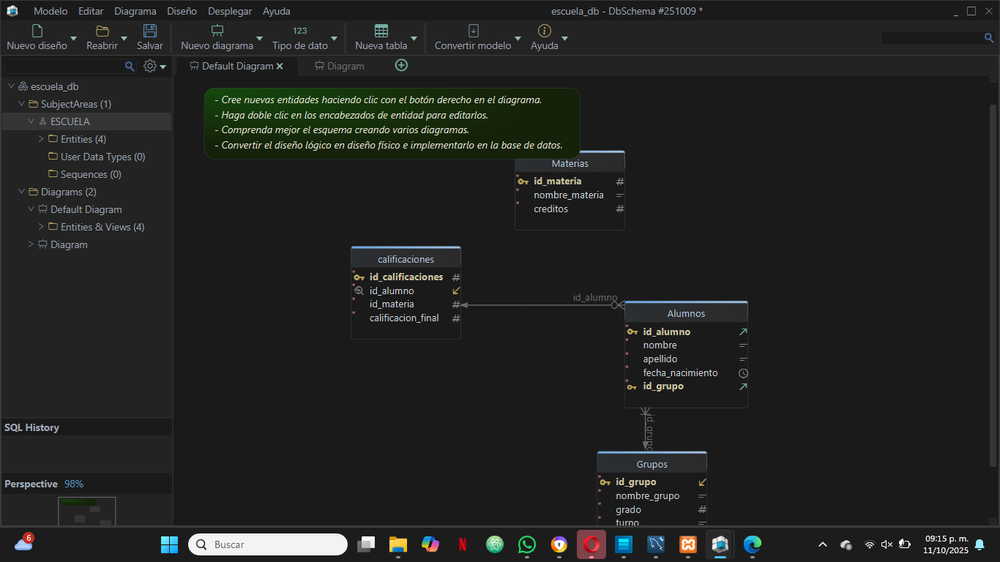 Modelo Editar Diagrama Diseño Desplegar Ayuda
escuela_db - DbSchema #251009 *
Nuevo diseño Reabrir Salvar Nuevo diagrama 123 Tipo de dato Nueva tabla Convertir modelo Ayuda
Default Diagram Diagram
escuela_db
SubjectAreas (1)
ESCUELA
Entities (4)
User Data Types (0)
Sequences (0)
Diagrams (2)
Default Diagram
Entities & Views (4)
Diagram
SQL History
Perspective 98%
- Cree nuevas entidades haciendo clic con el botón derecho en el diagrama.
- Haga doble clic en los encabezados de entidad para editarlos.
- Comprenda mejor el esquema creando varios diagramas.
- Convertir el diseño lógico en diseño físico e implementarlo en la base de datos.
Materias
id_materia #
nombre_materia
creditos #
calificaciones
id_calificaciones #
id_alumno
id_materia #
calificacion_final #
id_alumno
Alumnos
id_alumno
nombre
apellido
fecha_nacimiento
id_grupo
id_grupo
Grupos
id_grupo
nombre_grupo
grado #
turno
6
Buscar
09:15 p. m.
11/10/2025